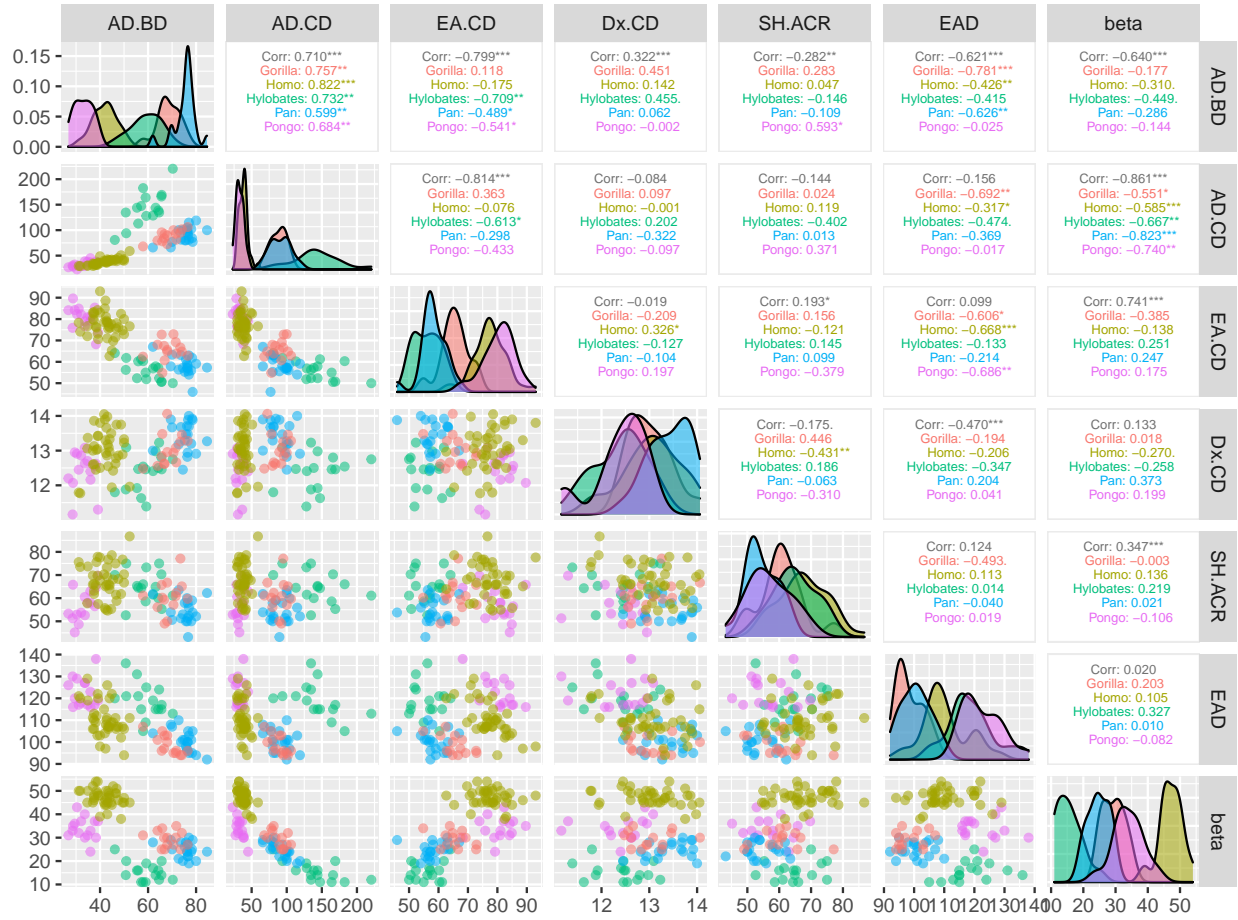 AD.BD AD.CD EA.CD Dx.CD SH.ACR EAD beta
0.15
0.10
0.05
0.00
Corr: 0.710***
Gorilla: 0.757**
Homo: 0.822***
Hylobates: 0.732**
Pan: 0.599**
Pongo: 0.684**
Corr: −0.799***
Gorilla: 0.118
Homo: −0.175
Hylobates: −0.709**
Pan: −0.489*
Pongo: −0.541*
Corr: 0.322***
Gorilla: 0.451
Homo: 0.142
Hylobates: 0.455.
Pan: 0.062
Pongo: −0.002
Corr: −0.282**
Gorilla: 0.283
Homo: 0.047
Hylobates: −0.146
Pan: −0.109
Pongo: 0.593*
Corr: −0.621***
Gorilla: −0.781***
Homo: −0.426**
Hylobates: −0.415
Pan: −0.626**
Pongo: −0.025
Corr: −0.640***
Gorilla: −0.177
Homo: −0.310.
Hylobates: −0.449.
Pan: −0.286
Pongo: −0.144
AD.BD
200
150
100
50
Corr: −0.814***
Gorilla: 0.363
Homo: −0.076
Hylobates: −0.613*
Pan: −0.298
Pongo: −0.433
Corr: −0.084
Gorilla: 0.097
Homo: −0.001
Hylobates: 0.202
Pan: −0.322
Pongo: −0.097
Corr: −0.144
Gorilla: 0.024
Homo: 0.119
Hylobates: −0.402
Pan: 0.013
Pongo: 0.371
Corr: −0.156
Gorilla: −0.692**
Homo: −0.317*
Hylobates: −0.474.
Pan: −0.369
Pongo: −0.017
Corr: −0.861***
Gorilla: −0.551*
Homo: −0.585***
Hylobates: −0.667**
Pan: −0.823***
Pongo: −0.740**
AD.CD
90
80
70
60
50
Corr: −0.019
Gorilla: −0.209
Homo: 0.326*
Hylobates: −0.127
Pan: −0.104
Pongo: 0.197
Corr: 0.193*
Gorilla: 0.156
Homo: −0.121
Hylobates: 0.145
Pan: 0.099
Pongo: −0.379
Corr: 0.099
Gorilla: −0.606*
Homo: −0.668***
Hylobates: −0.133
Pan: −0.214
Pongo: −0.686**
Corr: 0.741***
Gorilla: −0.385
Homo: −0.138
Hylobates: 0.251
Pan: 0.247
Pongo: 0.175
EA.CD
14
13
12
Corr: −0.175.
Gorilla: 0.446
Homo: −0.431**
Hylobates: 0.186
Pan: −0.063
Pongo: −0.310
Corr: −0.470***
Gorilla: −0.194
Homo: −0.206
Hylobates: −0.347
Pan: 0.204
Pongo: 0.041
Corr: 0.133
Gorilla: 0.018
Homo: −0.270.
Hylobates: −0.258
Pan: 0.373
Pongo: 0.199
Dx.CD
80
70
60
50
Corr: 0.124
Gorilla: −0.493.
Homo: 0.113
Hylobates: 0.014
Pan: −0.040
Pongo: 0.019
Corr: 0.347***
Gorilla: −0.003
Homo: 0.136
Hylobates: 0.219
Pan: 0.021
Pongo: −0.106
SH.ACR
140
130
120
110
100
90
Corr: 0.020
Gorilla: 0.203
Homo: 0.105
Hylobates: 0.327
Pan: 0.010
Pongo: −0.082
EAD
50
40
30
20
10
beta
40 60 80 50 100 150 200 50 60 70 80 90 12 13 14 50 60 70 80 90 100 110 120 130 140 10 20 30 40 50